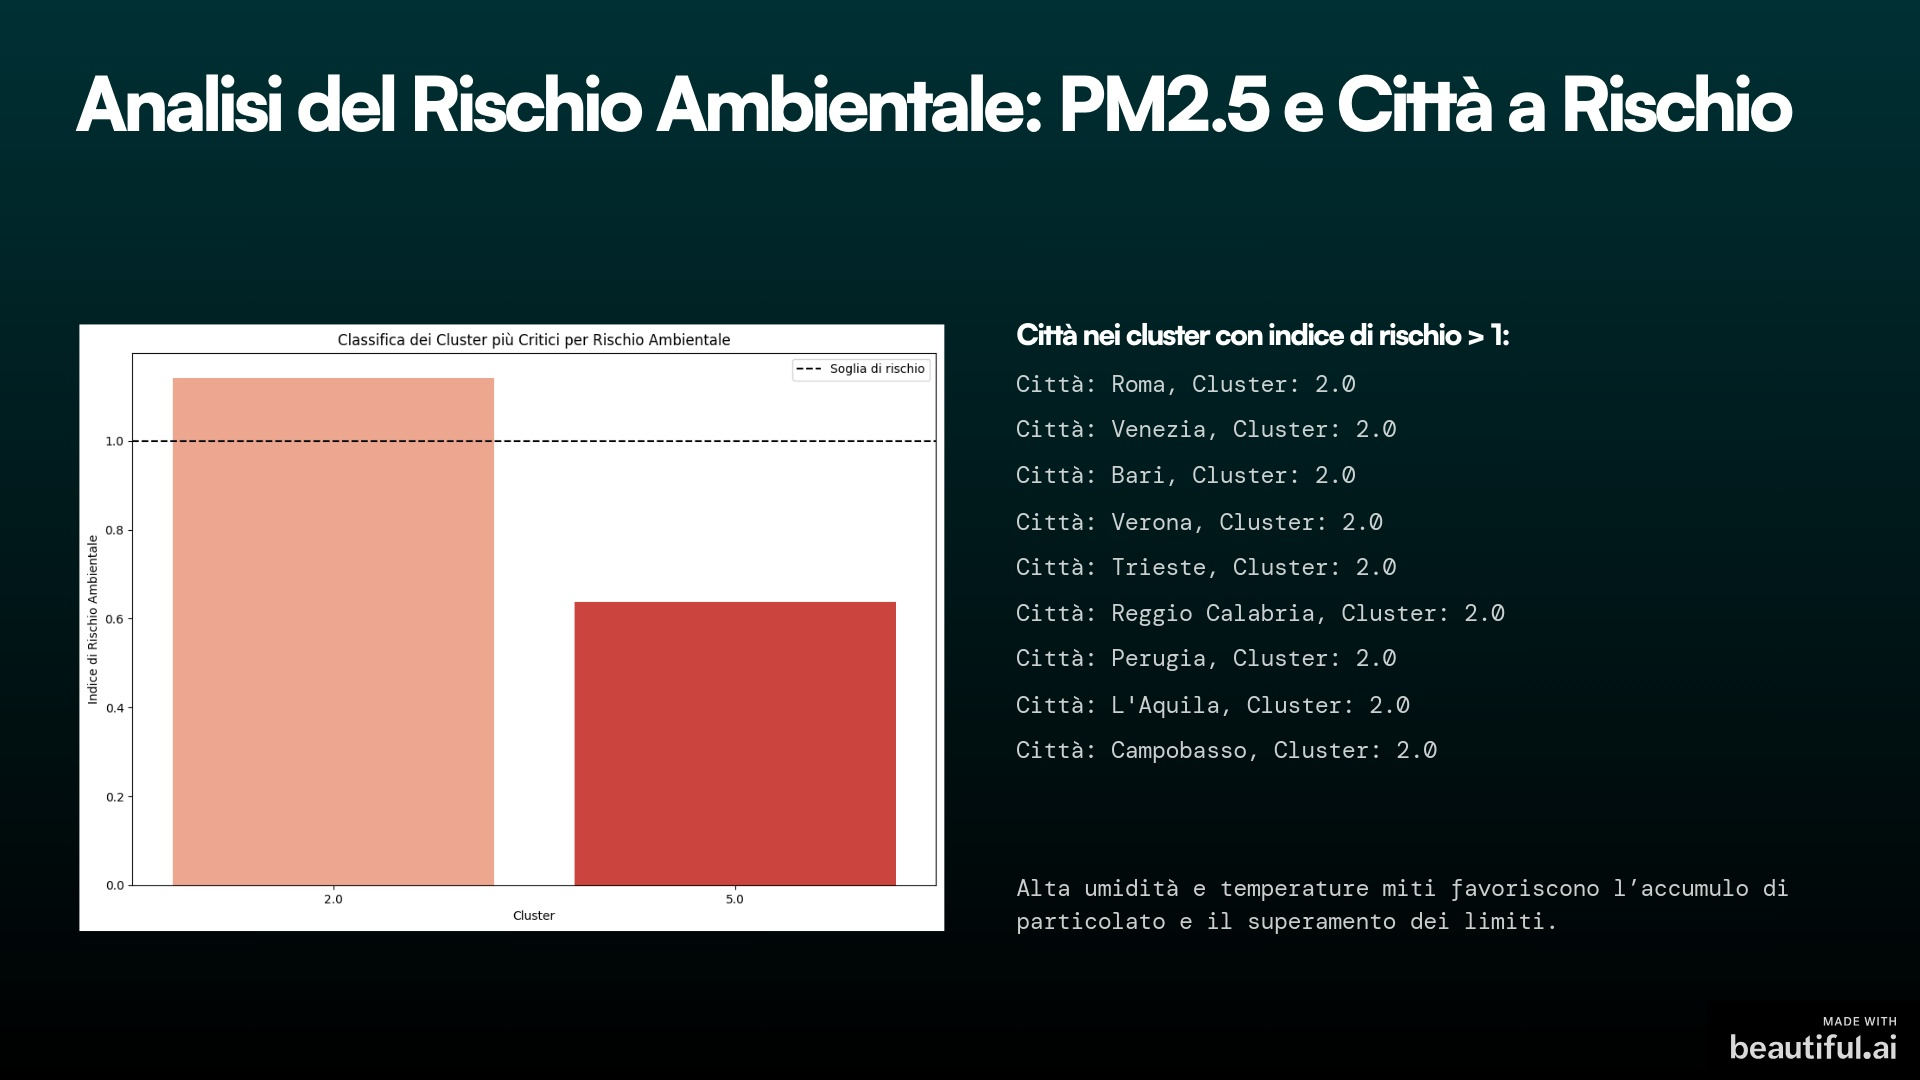 Analisi del Rischio Ambientale: PM2.5 e Città a Rischio
Classifica dei Cluster più Critici per Rischio Ambientale
Soglia di rischio
1.0
0.8
0.6
0.4
0.2
0.0
Indice di Rischio Ambientale
2.0
5.0
Cluster
Città nei cluster con indice di rischio > 1:
Città: Roma, Cluster: 2.0
Città: Venezia, Cluster: 2.0
Città: Bari, Cluster: 2.0
Città: Verona, Cluster: 2.0
Città: Trieste, Cluster: 2.0
Città: Reggio Calabria, Cluster: 2.0
Città: Perugia, Cluster: 2.0
Città: L'Aquila, Cluster: 2.0
Città: Campobasso, Cluster: 2.0
Alta umidità e temperature miti favoriscono l’accumulo di
particolato e il superamento dei limiti.
MADE WITH
beautiful.ai